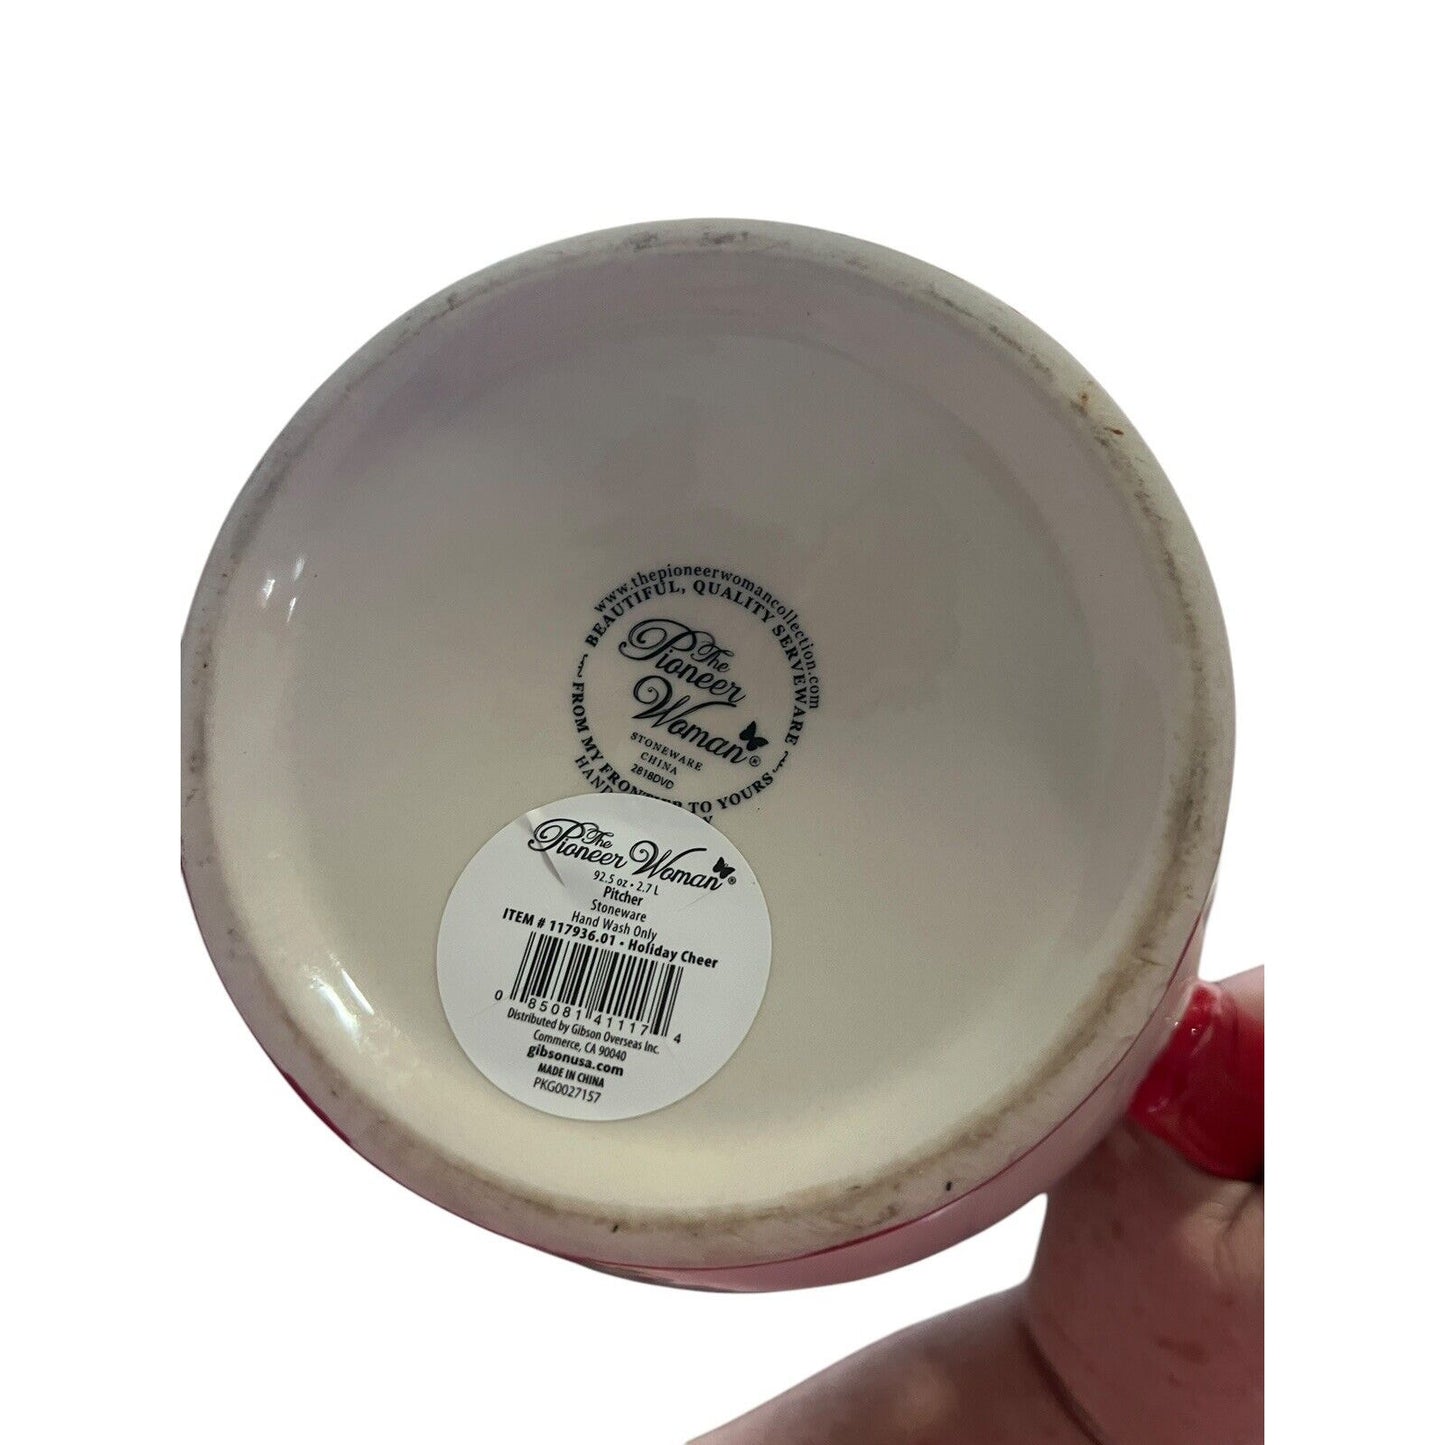 www.thepioneerwomancollection.com
BEAUTIFUL, QUALITY SERVEWARE
The
Pioneer
Woman®
STONEWARE
CHINA
2818DVD
FROM MY FRONTIER TO YOURS
The
Pioneer Woman®
92.5 oz • 2.7 L
Pitcher
Stoneware
Hand Wash Only
ITEM # 117936.01 • Holiday Cheer
0 85081 41117 4
Distributed by Gibson Overseas Inc.
Commerce, CA 90040
gibsonusa.com
MADE IN CHINA
PKG0027157